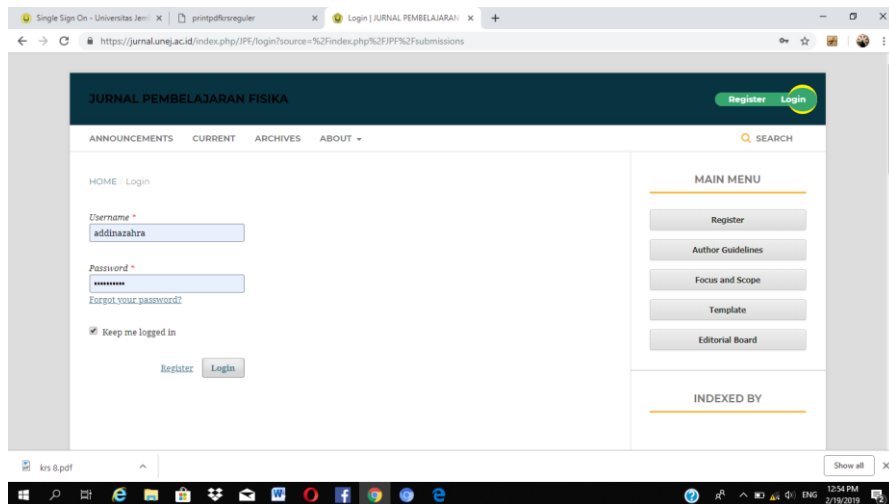 Single Sign On - Universitas Jem
printpdfkrsreguler
Login | JURNAL PEMBELAJARAN
https://jurnal.unej.ac.id/index.php/JPF/login?source=%2Findex.php%2FJPF%2Fsubmissions
JURNAL PEMBELAJARAN FISIKA
Register Login
ANNOUNCEMENTS CURRENT ARCHIVES ABOUT
SEARCH
HOME / Login
Username *
addinazahra
Password *
••••••••••
Forgot your password?
Keep me logged in
Register Login
MAIN MENU
Register
Author Guidelines
Focus and Scope
Template
Editorial Board
INDEXED BY
krs 8.pdf
Show all
ENG
12:54 PM
2/19/2019